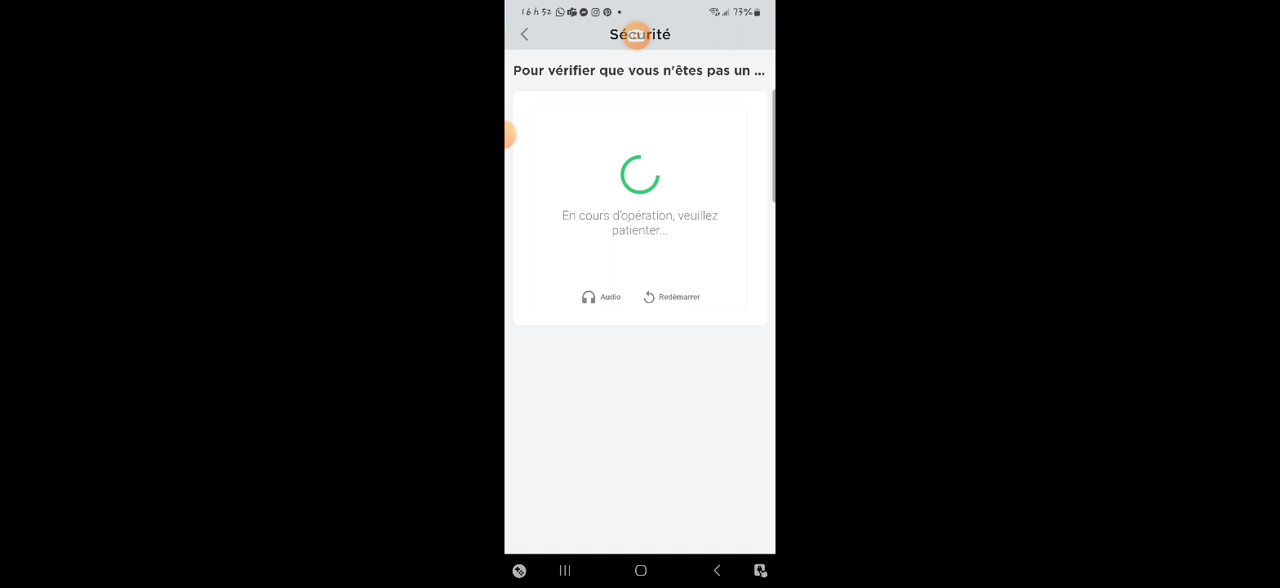 16 h 52
73%
Sécurité
Pour vérifier que vous n'êtes pas un ...
En cours d'opération, veuillez
patienter...
Audio
Redémarrer